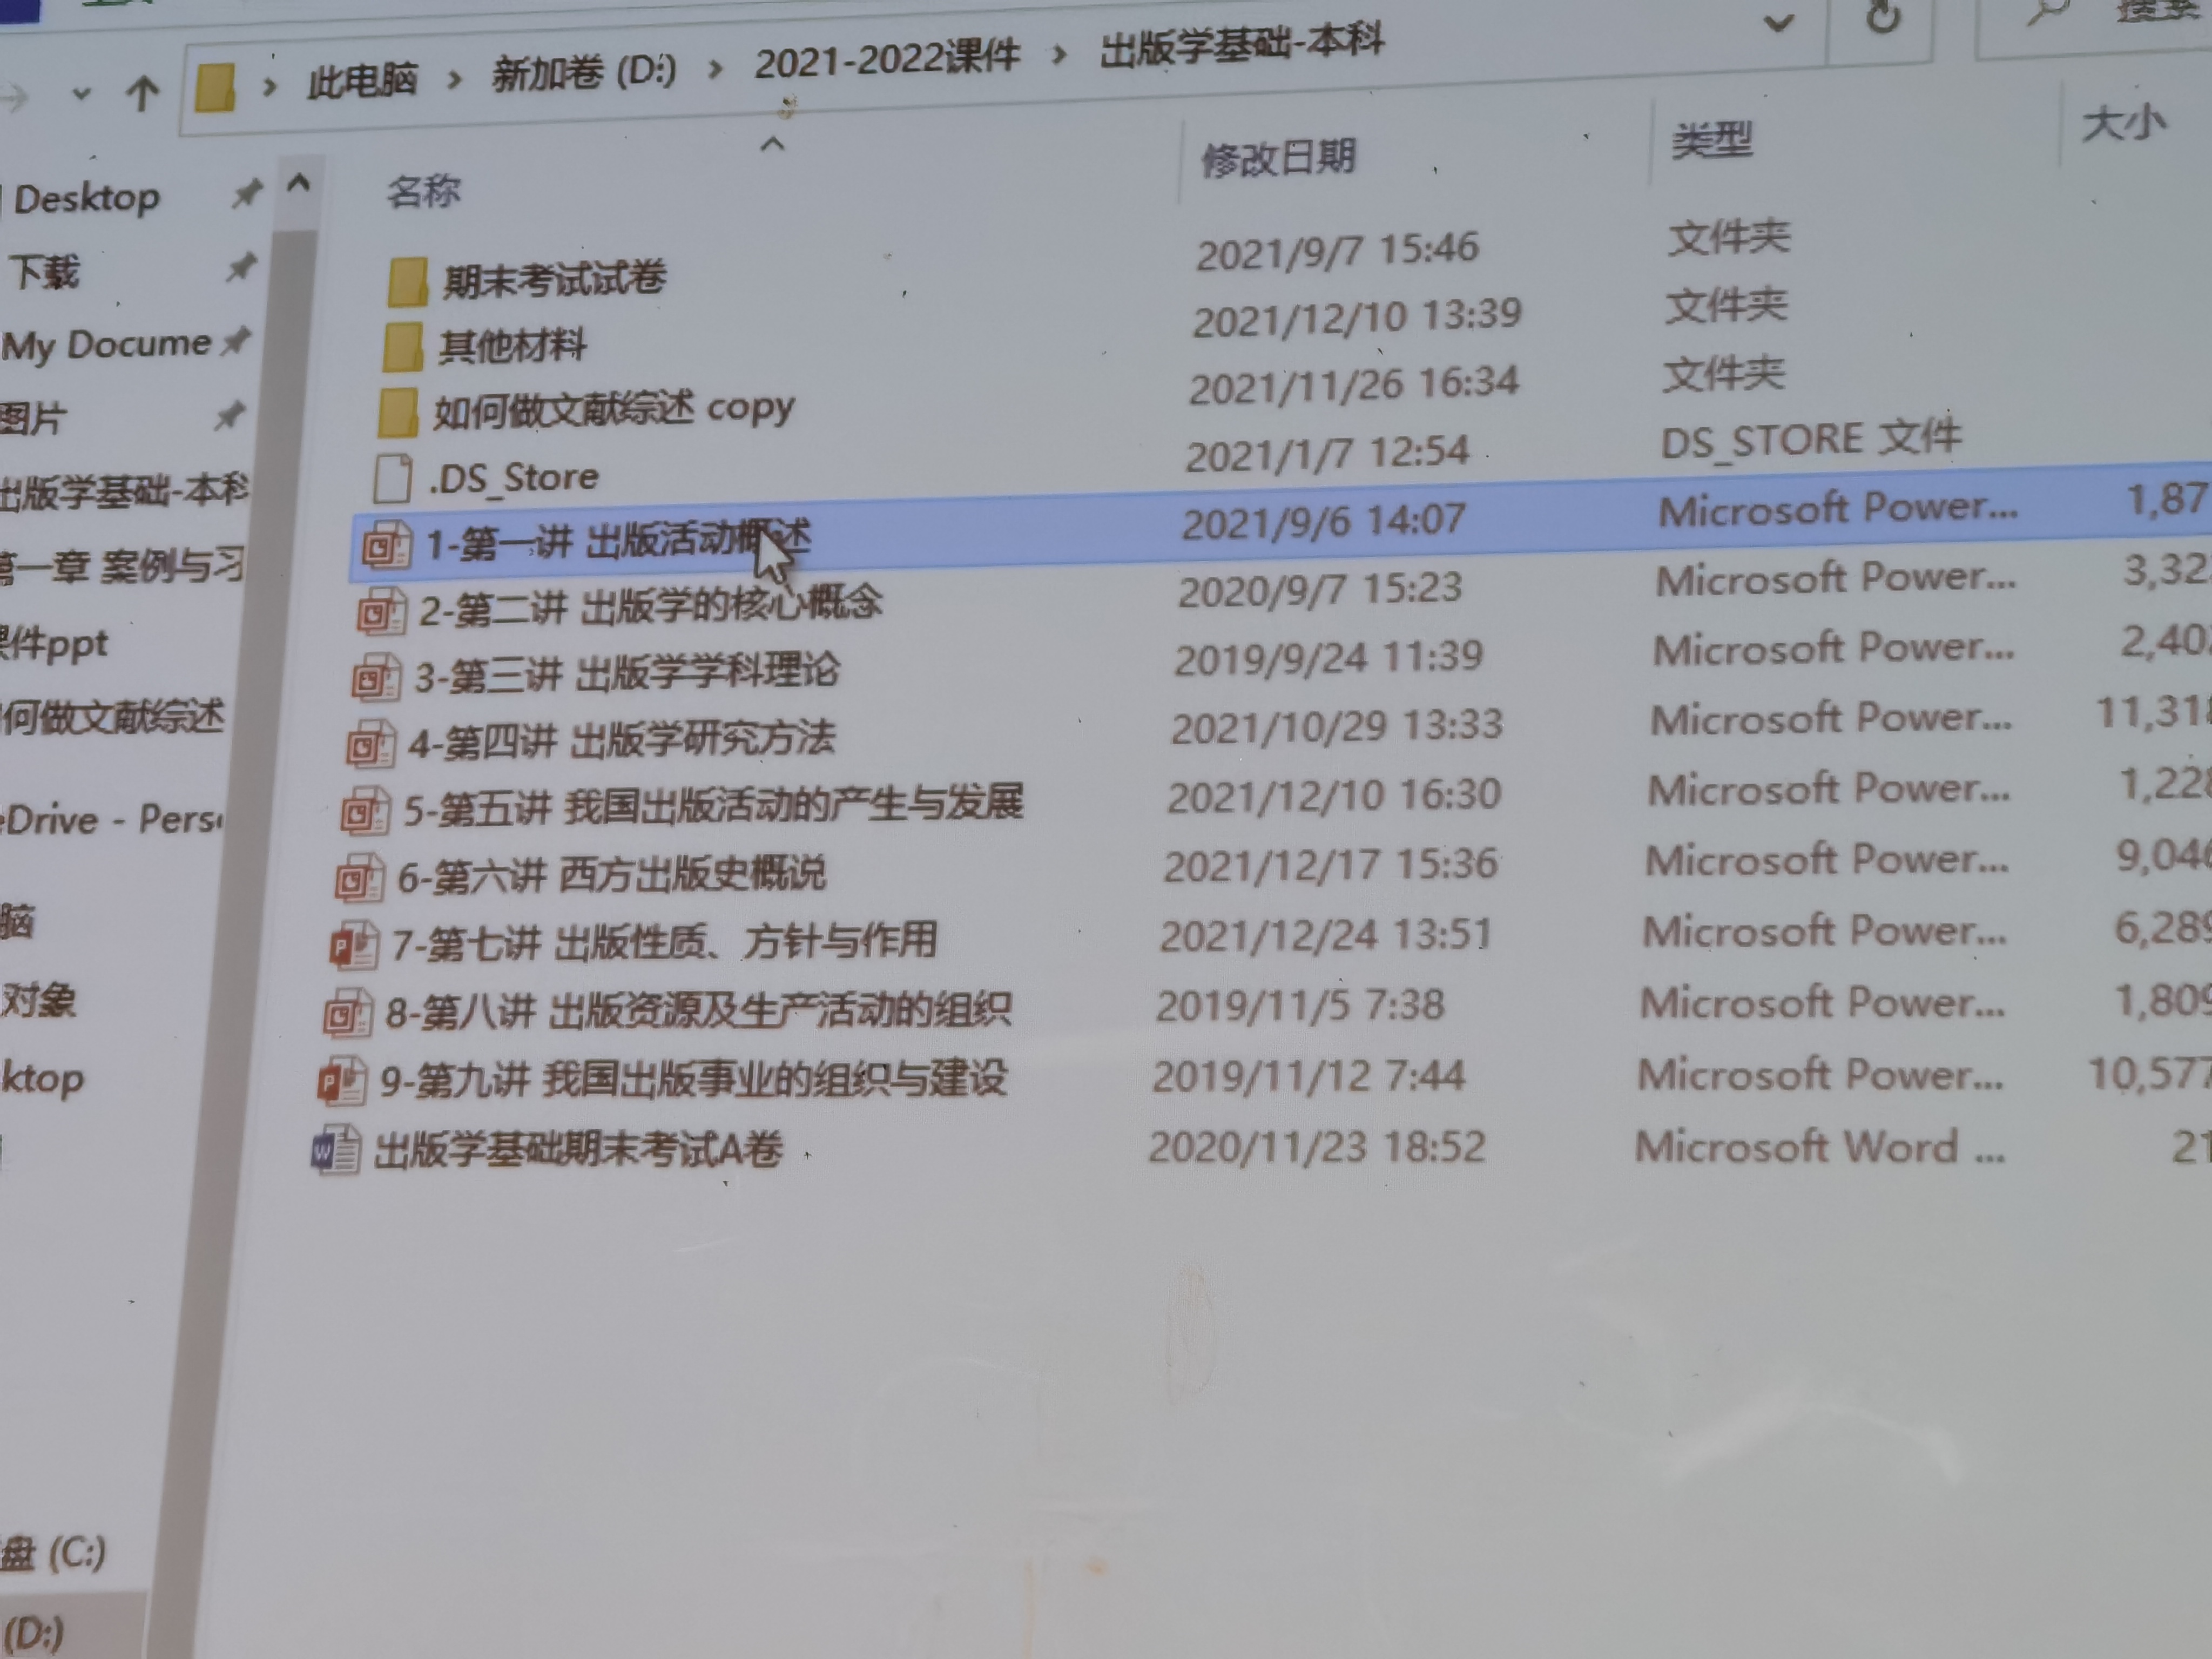 此电脑 › 新加卷 (D:) › 2021-2022课件 › 出版学基础-本科
搜索
名称 修改日期 类型 大小
Desktop
下载
My Docume
图片
出版学基础-本科
第一章 案例与习
课件ppt
何做文献综述
eDrive - Pers
脑
对象
ktop
盘 (C:)
(D:)
期末考试试卷 2021/9/7 15:46 文件夹
其他材料 2021/12/10 13:39 文件夹
如何做文献综述 copy 2021/11/26 16:34 文件夹
.DS_Store 2021/1/7 12:54 DS_STORE 文件
1-第一讲 出版活动概述 2021/9/6 14:07 Microsoft Power... 1,87
2-第二讲 出版学的核心概念 2020/9/7 15:23 Microsoft Power... 3,32
3-第三讲 出版学学科理论 2019/9/24 11:39 Microsoft Power... 2,40
4-第四讲 出版学研究方法 2021/10/29 13:33 Microsoft Power... 11,318
5-第五讲 我国出版活动的产生与发展 2021/12/10 16:30 Microsoft Power... 1,228
6-第六讲 西方出版史概说 2021/12/17 15:36 Microsoft Power... 9,046
7-第七讲 出版性质、方针与作用 2021/12/24 13:51 Microsoft Power... 6,289
8-第八讲 出版资源及生产活动的组织 2019/11/5 7:38 Microsoft Power... 1,809
9-第九讲 我国出版事业的组织与建设 2019/11/12 7:44 Microsoft Power... 10,577
出版学基础期末考试A卷 2020/11/23 18:52 Microsoft Word ... 21